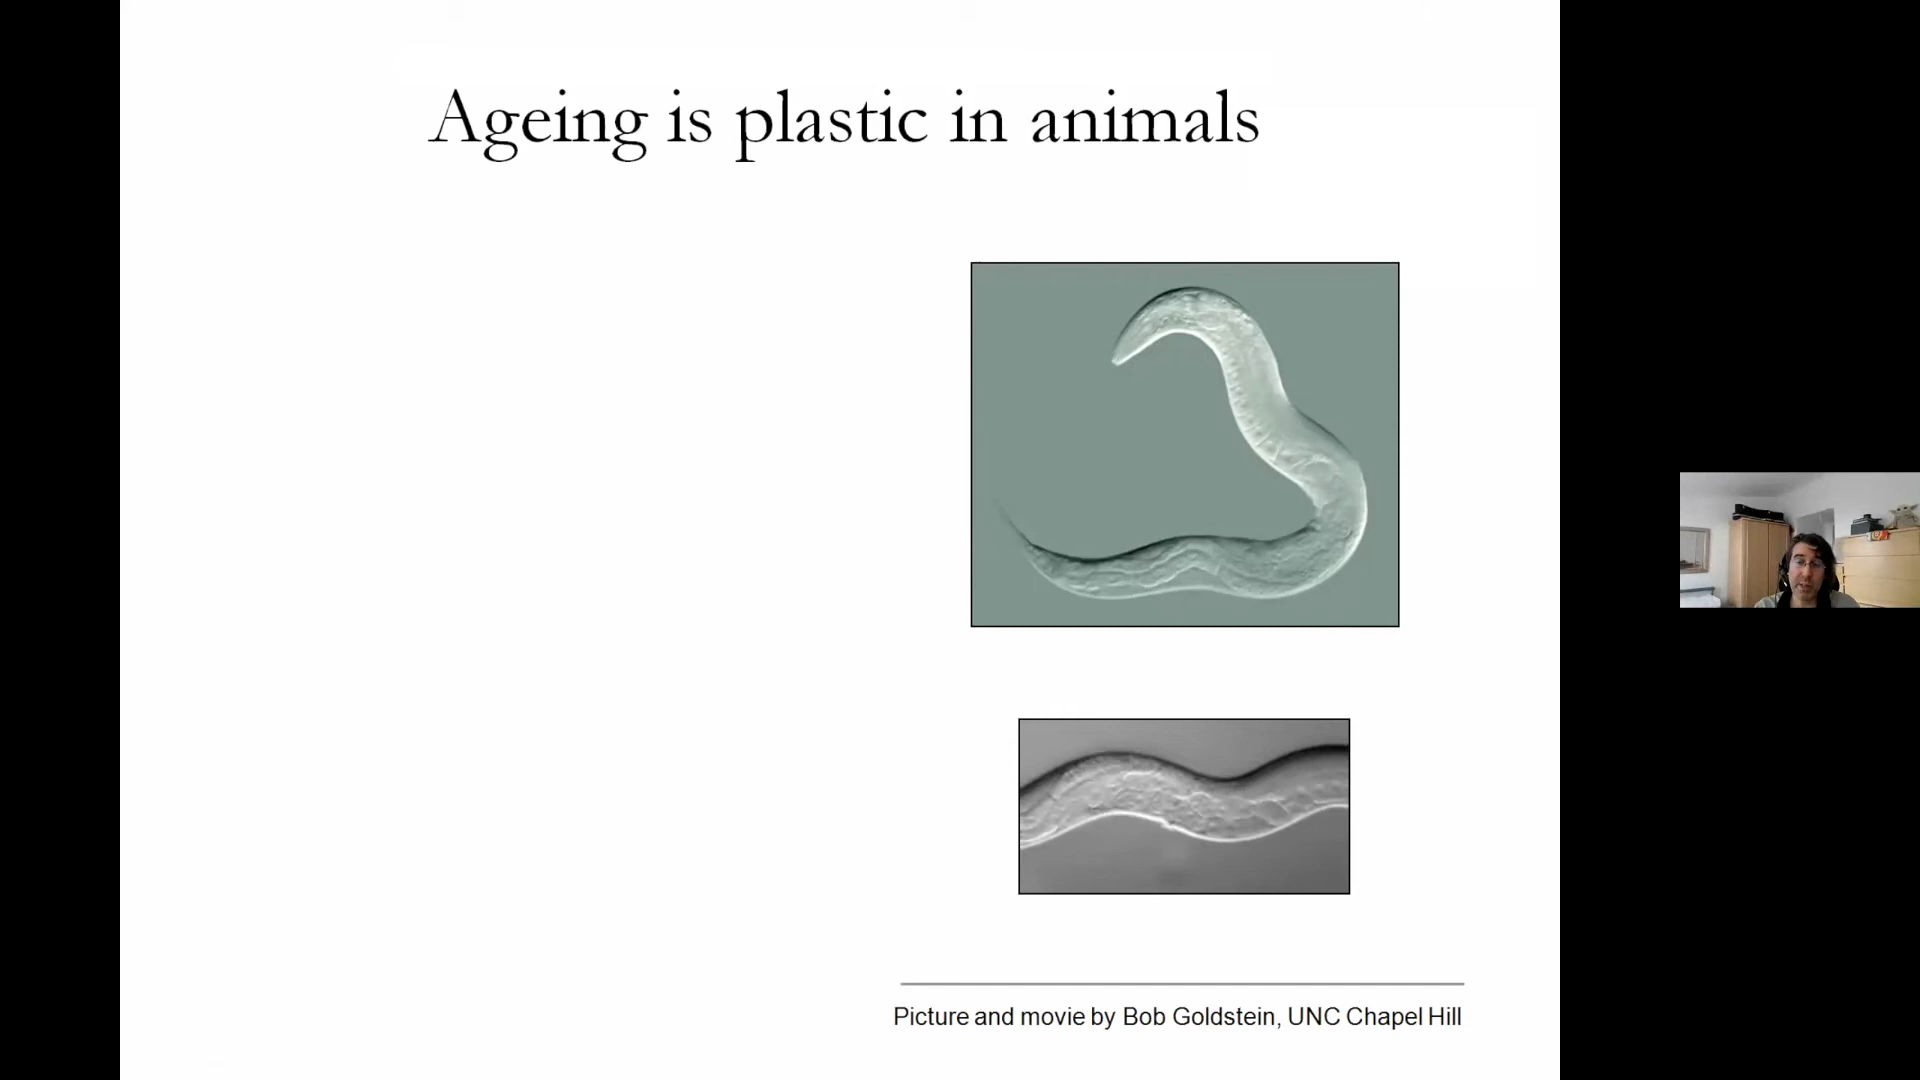 Ageing is plastic in animals
Picture and movie by Bob Goldstein, UNC Chapel Hill